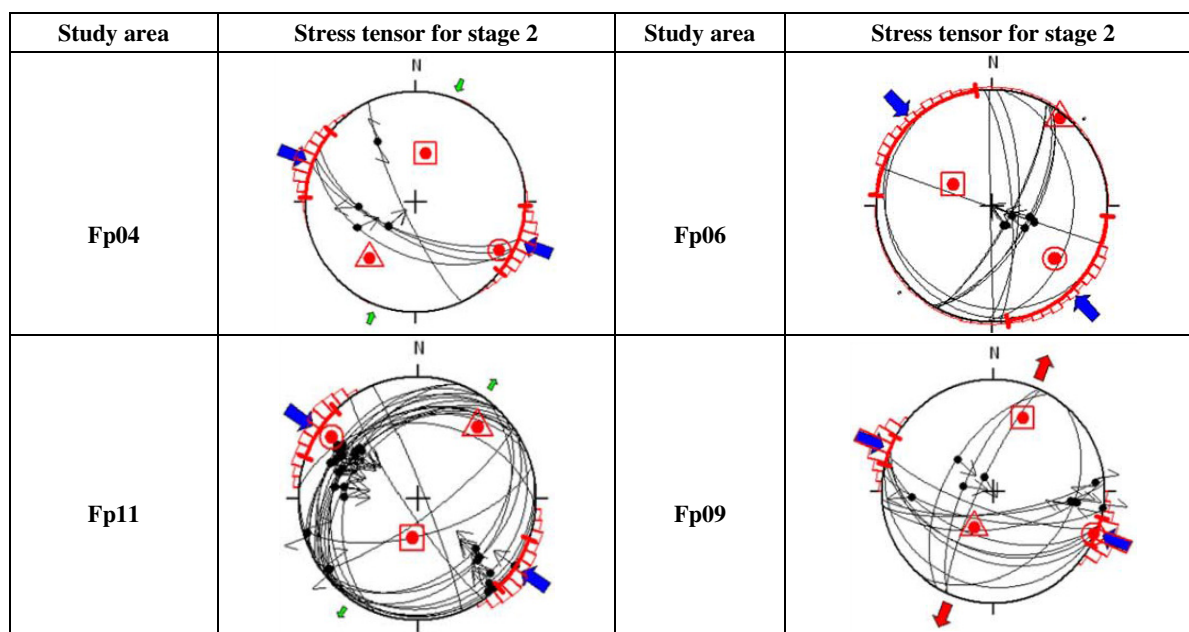 Study area
Stress tensor for stage 2
Study area
Stress tensor for stage 2
Fp04
N
Fp06
N
Fp11
N
Fp09
N